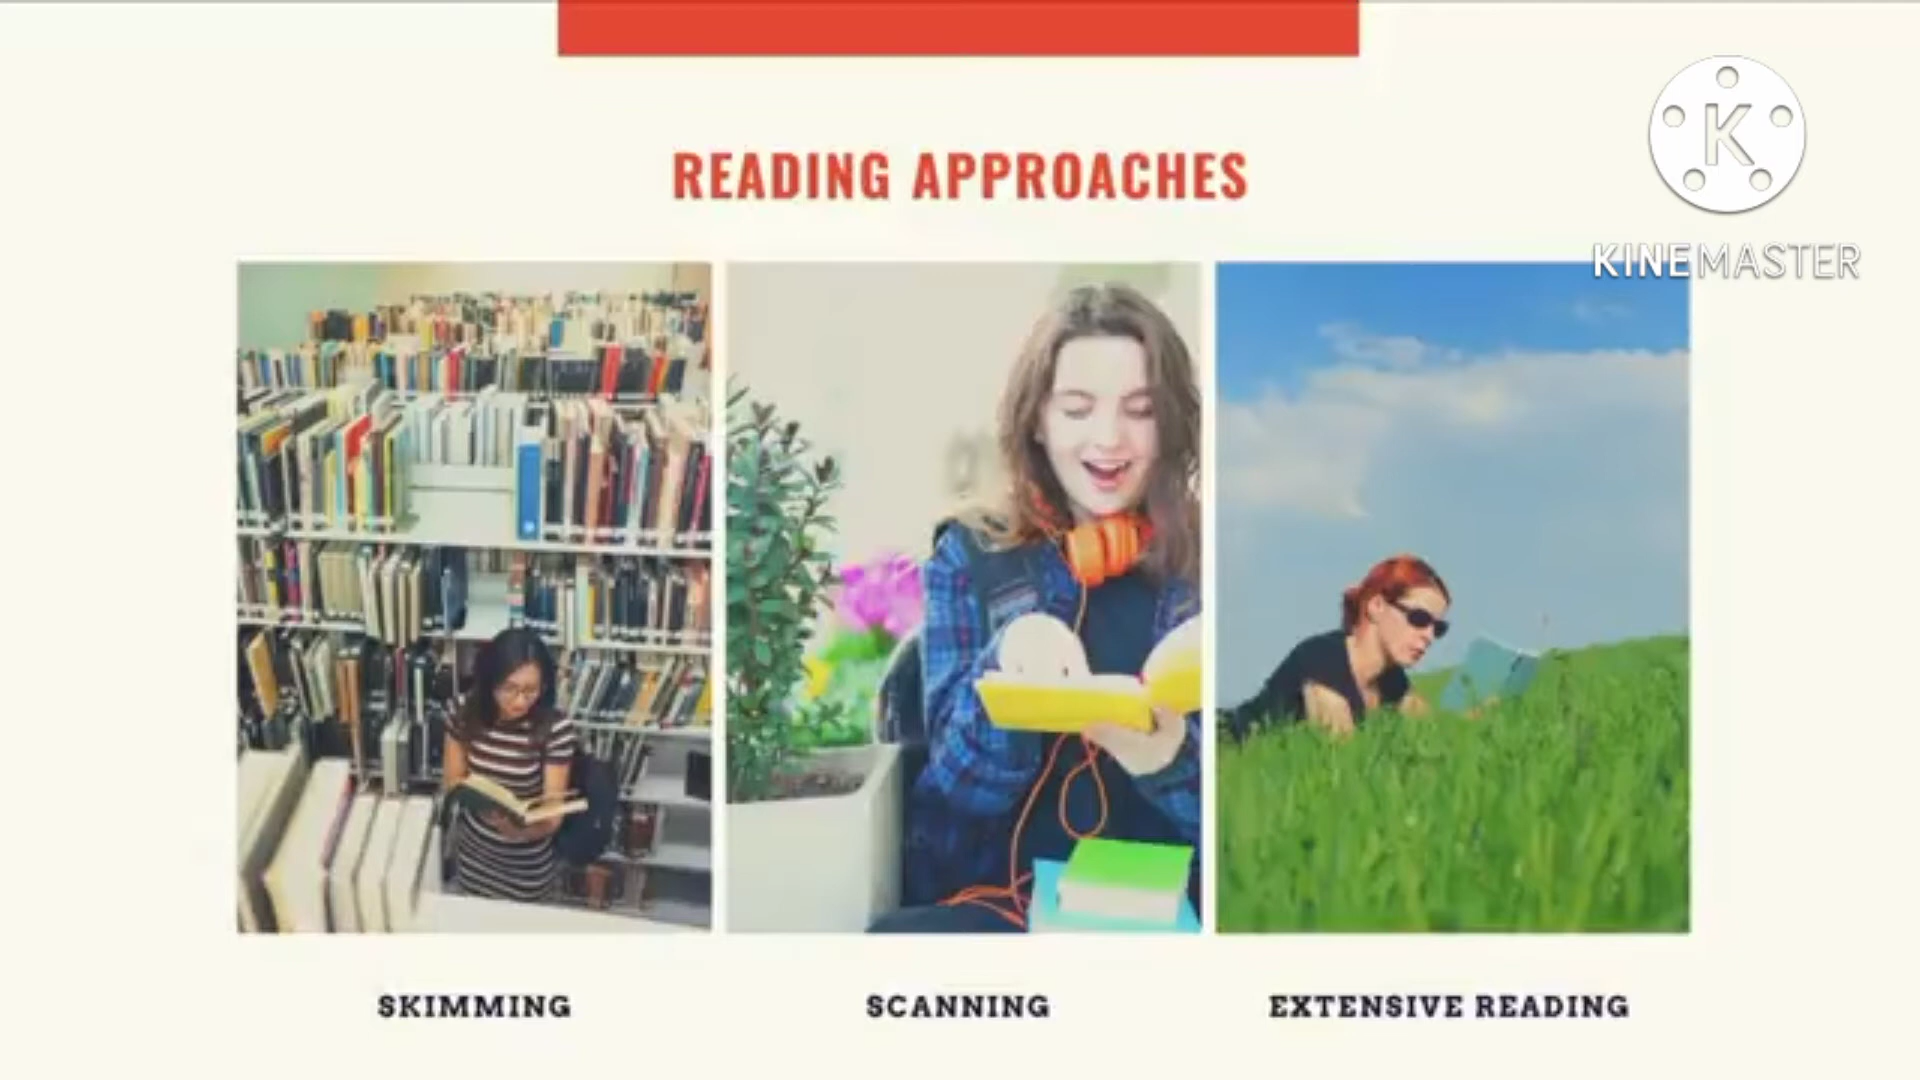 READING APPROACHES
K
KINEMASTER
SKIMMING
SCANNING
EXTENSIVE READING